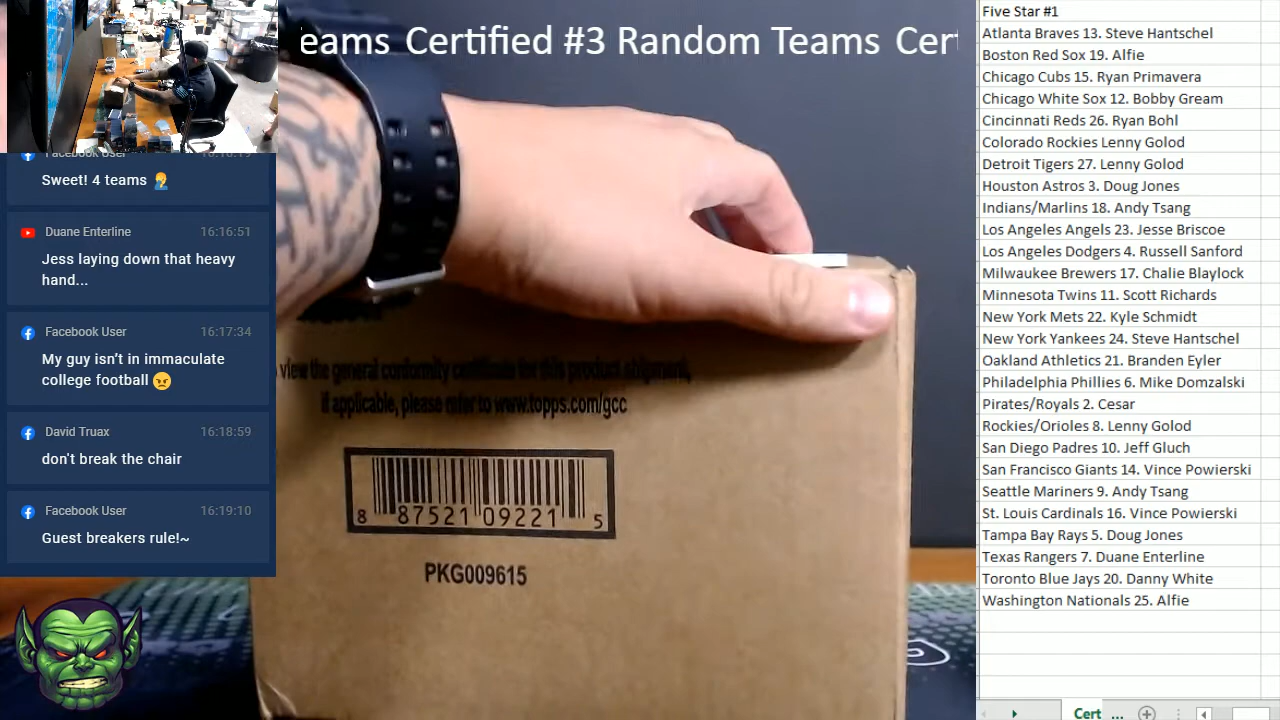 eams Certified #3 Random Teams Cert
Facebook User 16:16:19
Sweet! 4 teams 🤦‍♂️
Duane Enterline 16:16:51
Jess laying down that heavy
hand...
Facebook User 16:17:34
My guy isn’t in immaculate
college football 😠
David Truax 16:18:59
don't break the chair
Facebook User 16:19:10
Guest breakers rule!~
view the general conformity certificate for this product shipment,
if applicable, please refer to www.topps.com/gcc
8 87521 09221 5
PKG009615
Five Star #1
Atlanta Braves 13. Steve Hantschel
Boston Red Sox 19. Alfie
Chicago Cubs 15. Ryan Primavera
Chicago White Sox 12. Bobby Gream
Cincinnati Reds 26. Ryan Bohl
Colorado Rockies Lenny Golod
Detroit Tigers 27. Lenny Golod
Houston Astros 3. Doug Jones
Indians/Marlins 18. Andy Tsang
Los Angeles Angels 23. Jesse Briscoe
Los Angeles Dodgers 4. Russell Sanford
Milwaukee Brewers 17. Chalie Blaylock
Minnesota Twins 11. Scott Richards
New York Mets 22. Kyle Schmidt
New York Yankees 24. Steve Hantschel
Oakland Athletics 21. Branden Eyler
Philadelphia Phillies 6. Mike Domzalski
Pirates/Royals 2. Cesar
Rockies/Orioles 8. Lenny Golod
San Diego Padres 10. Jeff Gluch
San Francisco Giants 14. Vince Powierski
Seattle Mariners 9. Andy Tsang
St. Louis Cardinals 16. Vince Powierski
Tampa Bay Rays 5. Doug Jones
Texas Rangers 7. Duane Enterline
Toronto Blue Jays 20. Danny White
Washington Nationals 25. Alfie
Cert ...